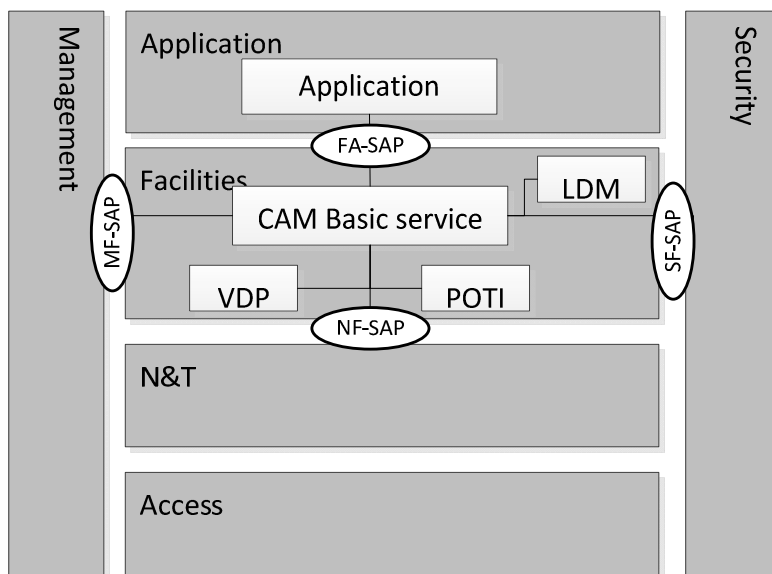 Management
Application
Application
Security
FA-SAP
Facilities
LDM
CAM Basic service
MF-SAP
SF-SAP
VDP
POTI
NF-SAP
N&T
Access